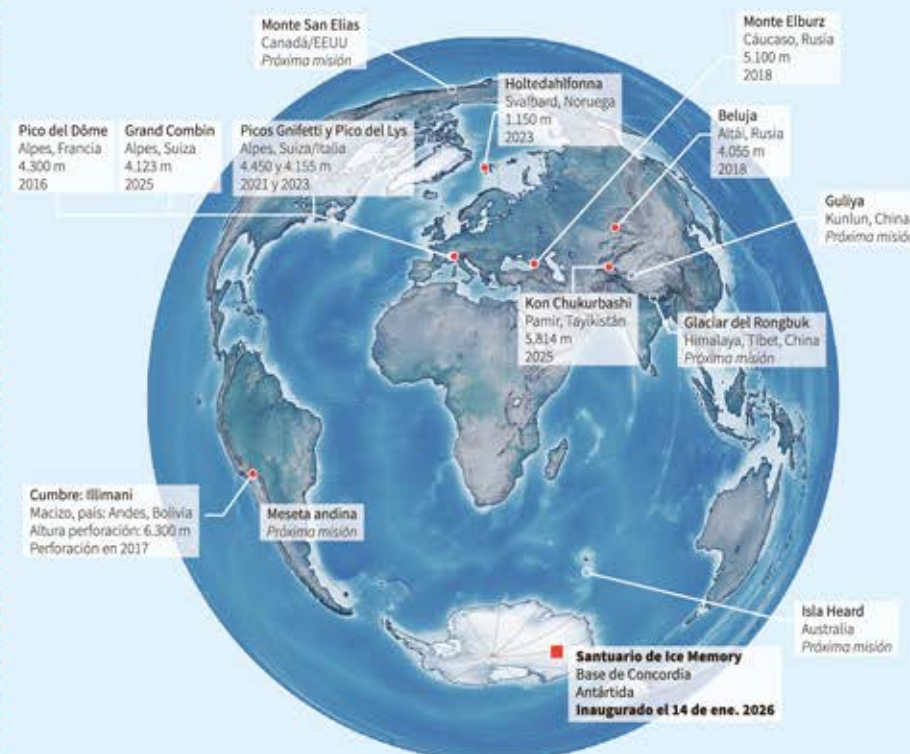 Monte San Elías
Canadá/EEUU
Próxima misión
Monte Elburz
Cáucaso, Rusia
5.100 m
2018
Holtedahlfonna
Svalbard, Noruega
1.150 m
2023
Beluja
Altái, Rusia
4.055 m
2018
Pico del Dôme
Alpes, Francia
4.300 m
2016
Grand Combin
Alpes, Suiza
4.123 m
2025
Picos Gnifetti y Pico del Lys
Alpes, Suiza/Italia
4.450 y 4.155 m
2021 y 2023
Guliya
Kunlun, China
Próxima misión
Kon Chukurbashi
Pamir, Tayikistán
5.814 m
2025
Glaciar del Rongbuk
Himalaya, Tibet, China
Próxima misión
Cumbre: Illimani
Macizo, país: Andes, Bolivia
Altura perforación: 6.300 m
Perforación en 2017
Meseta andina
Próxima misión
Isla Heard
Australia
Próxima misión
Santuario de Ice Memory
Base de Concordia
Antártida
Inaugurado el 14 de ene. 2026